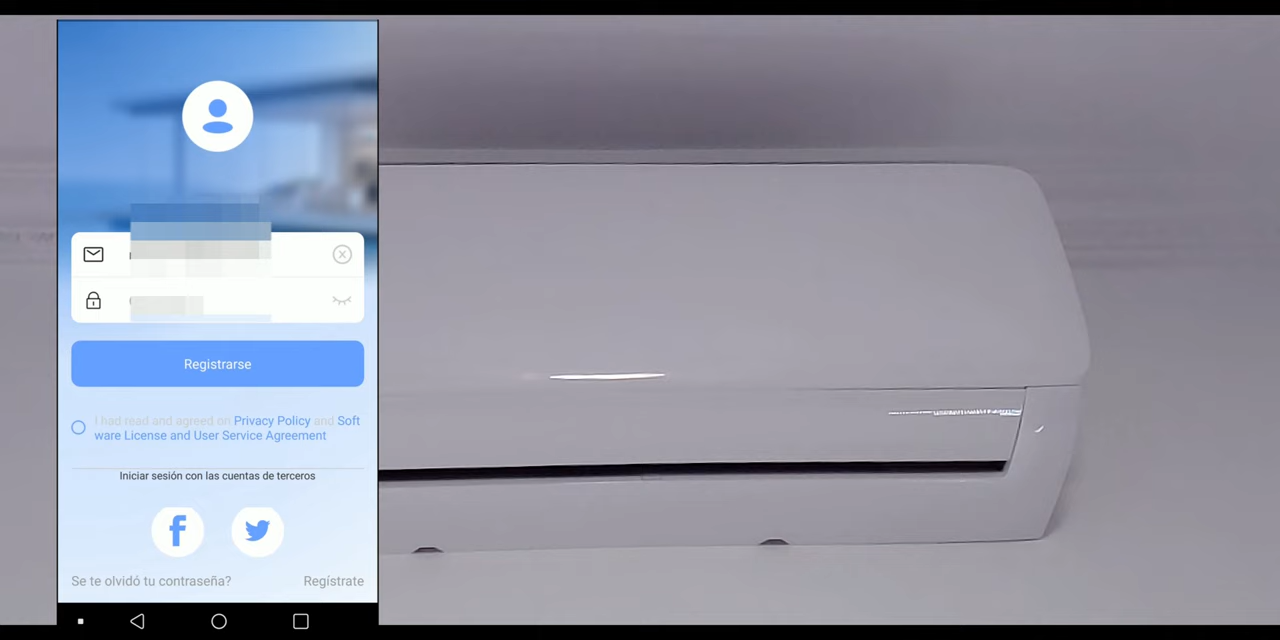 Registrarse
I had read and agreed on Privacy Policy and Soft
ware License and User Service Agreement
Iniciar sesión con las cuentas de terceros
Se te olvidó tu contraseña?
Regístrate